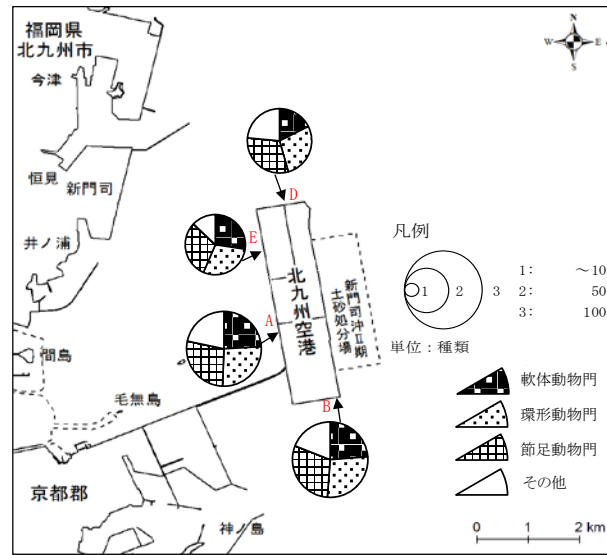 福岡県
北九州市
今津
恒見
新門司
井ノ浦
間島
毛無島
京都郡
神ノ島
N
W
E
S
D
E
A
B
北九州空港
新門司沖Ⅱ期
土砂処分場
凡例
1
2
3
1: ～10
2: 50
3: 100
単位：種類
軟体動物門
環形動物門
節足動物門
その他
0 1 2 km